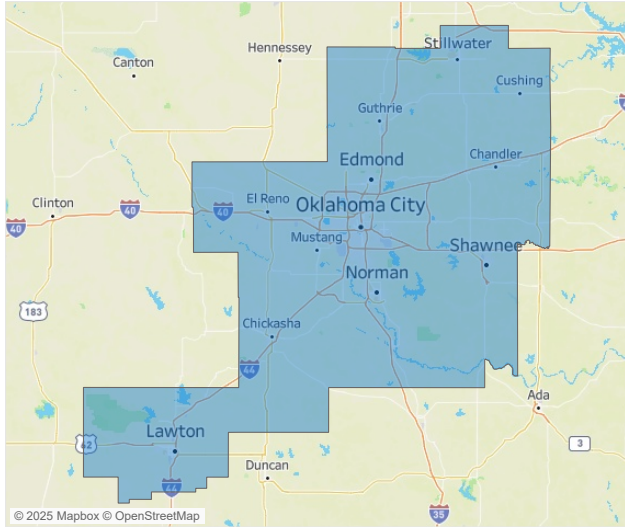 Stillwater
Hennessey
Canton
Cushing
Guthrie
Edmond
Chandler
El Reno
Clinton
40
40
40
Oklahoma City
Mustang
Shawnee
Norman
183
Chickasha
44
Ada
Lawton
62
3
Duncan
44
35
© 2025 Mapbox © OpenStreetMap